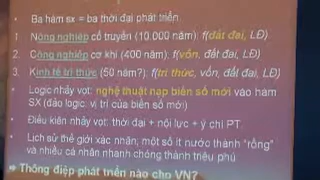 Ba hàm sx = ba thời đại phát triển
1. Nông nghiệp cổ truyền (10.000 năm): f(đất đai, LĐ)
2. Công nghiệp cơ khí (400 năm): f(vốn, đất đai, LĐ)
3. Kinh tế tri thức (50 năm?): f(tri thức, vốn, đất đai, LĐ)
Logic nhảy vọt: nghệ thuật nạp biến số mới vào hàm
SX (đảo logic: vị trí của biến số mới)
Điều kiện nhảy vọt: thời đại + nội lực + ý chí PT
Lịch sử thế giới xác nhận, một số ít nước thành "rồng"
và nhiều cá nhân nhanh chóng thành triệu phú
Thông điệp phát triển nào cho VN?